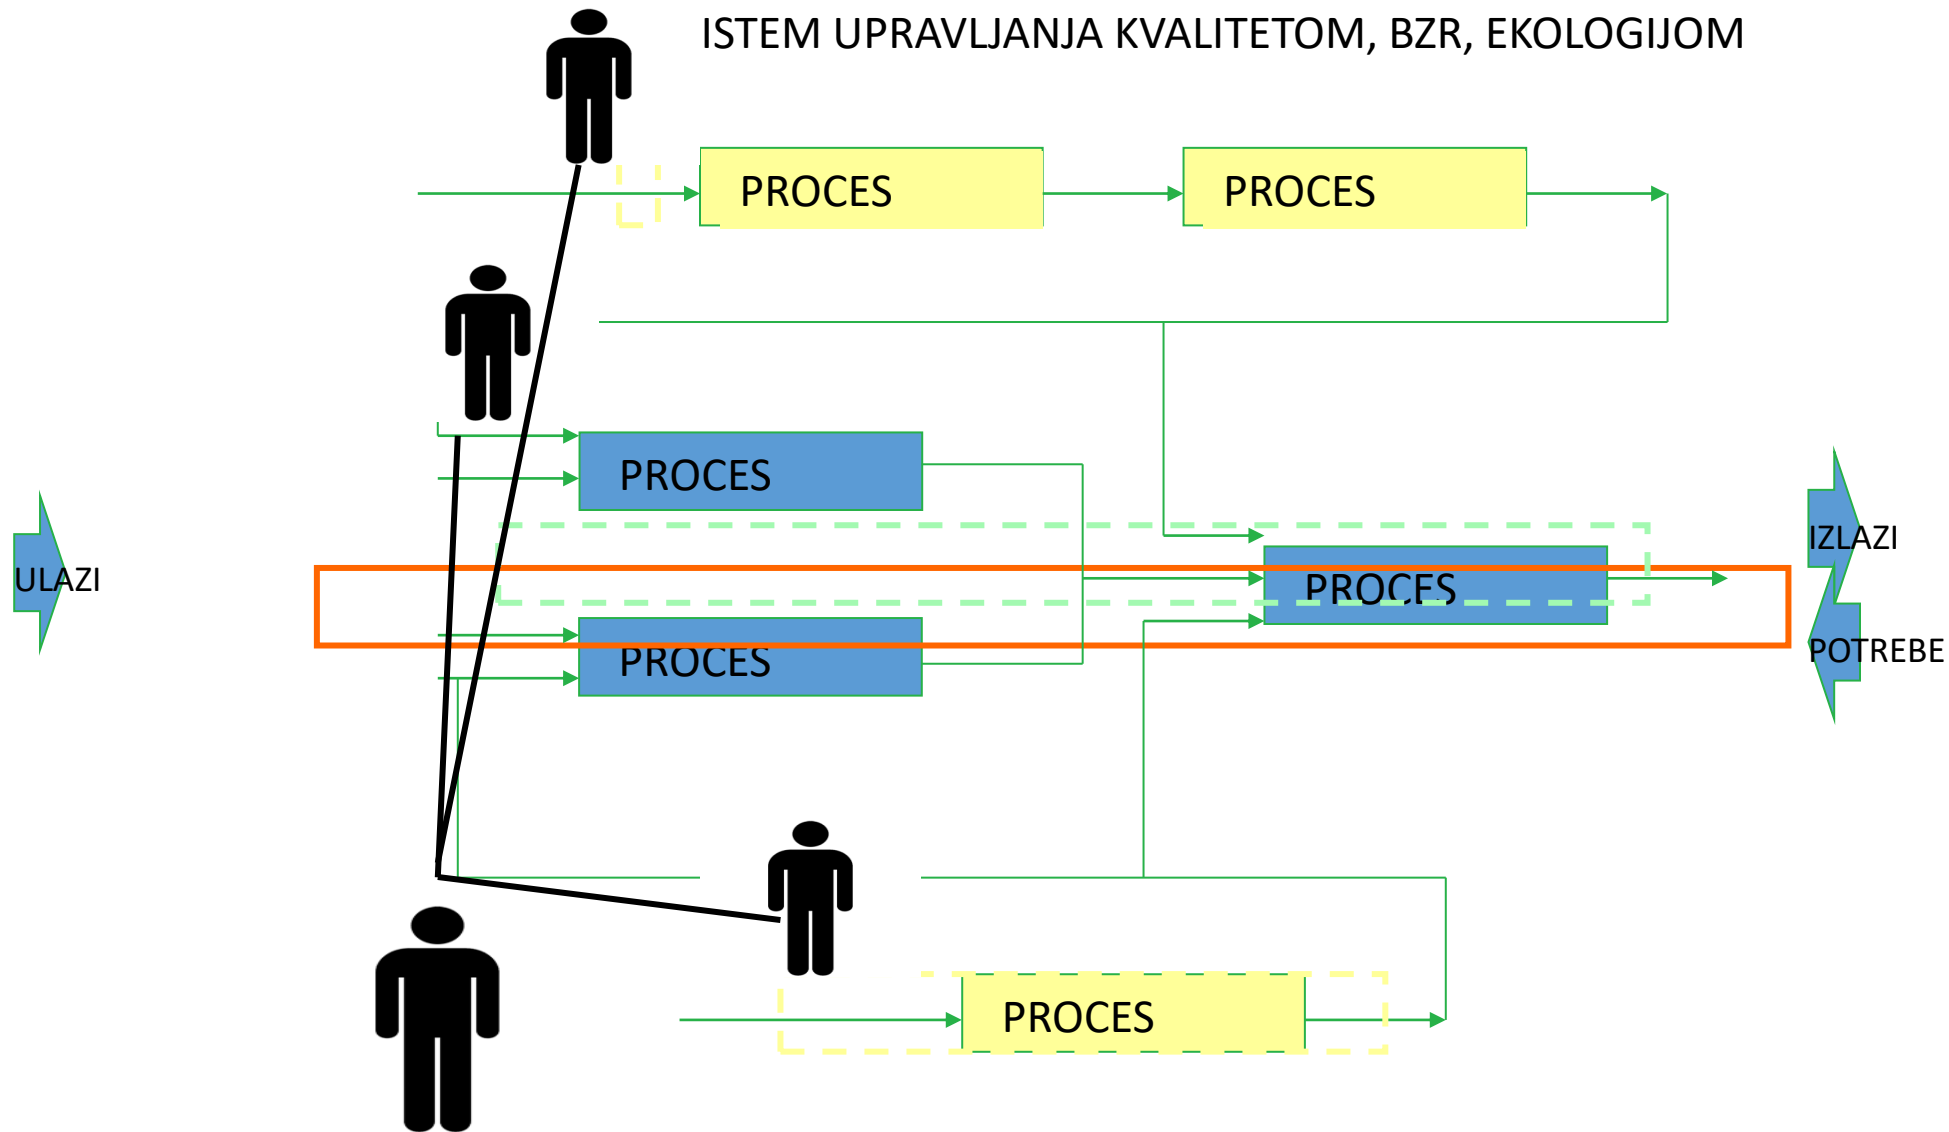 ISTEM UPRAVLJANJA KVALITETOM, BZR, EKOLOGIJOM
PROCES
PROCES
PROCES
IZLAZI
ULAZI
PROCES
PROCES
POTREBE
PROCES